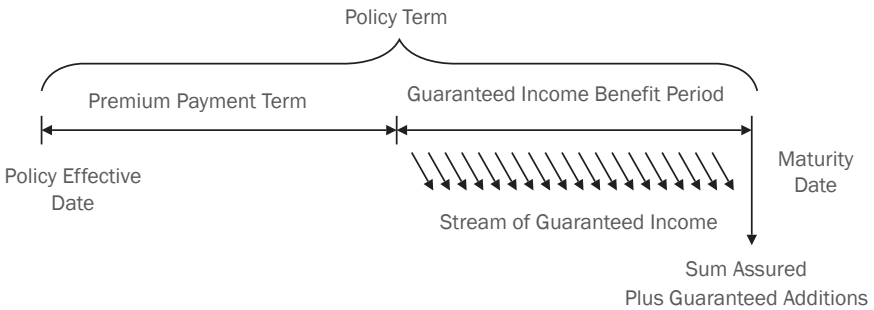 Policy Term
Premium Payment Term
Guaranteed Income Benefit Period
Policy Effective
Date
Maturity
Date
Stream of Guaranteed Income
Sum Assured
Plus Guaranteed Additions